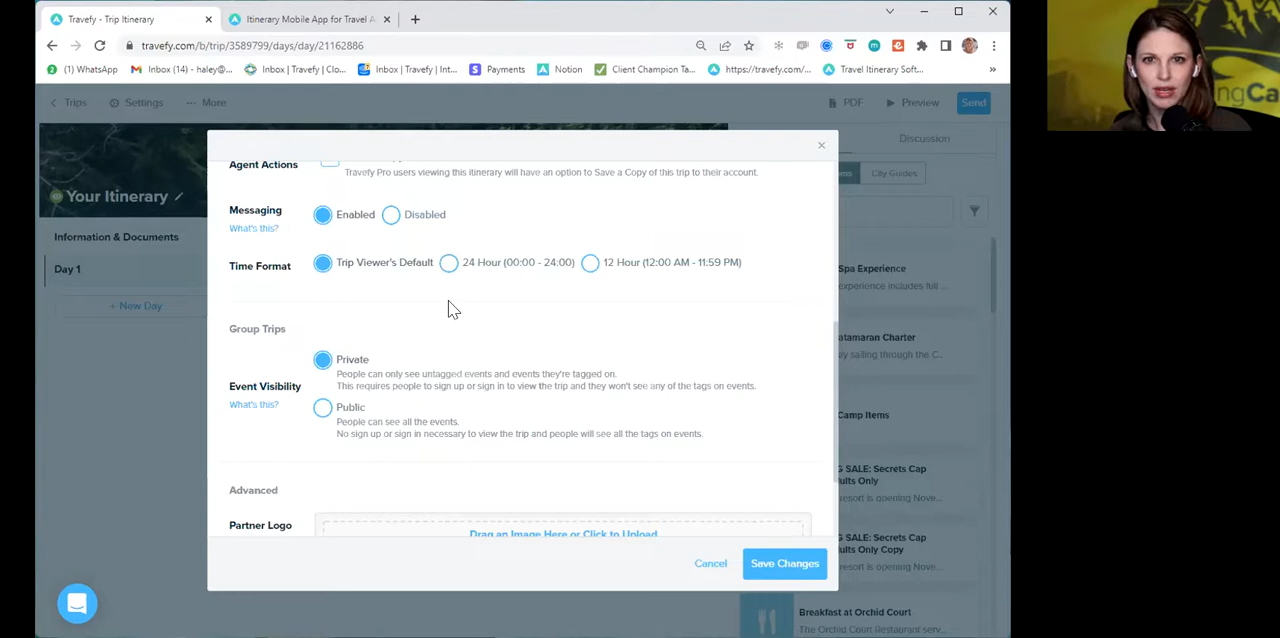 Travefy - Trip Itinerary
Itinerary Mobile App for Travel A
travefy.com/b/trip/3589799/days/day/21162886
(1) WhatsApp
Inbox (14) - haley@...
Inbox | Travefy | Clo...
Inbox | Travefy | Int...
Payments
Notion
Client Champion Ta...
https://travefy.com/...
Travel Itinerary Soft...
»
Trips
Settings
More
PDF
Preview
Send
Discussion
City Guides
Your Itinerary
Information & Documents
Day 1
+ New Day
Agent Actions
Travefy Pro users viewing this itinerary will have an option to Save a Copy of this trip to their account.
Messaging
What's this?
Enabled
Disabled
Time Format
Trip Viewer's Default
24 Hour (00:00 - 24:00)
12 Hour (12:00 AM - 11:59 PM)
Group Trips
Event Visibility
What's this?
Private
People can only see untagged events and events they're tagged on.
This requires people to sign up or sign in to view the trip and they won't see any of the tags on events.
Public
People can see all the events.
No sign up or sign in necessary to view the trip and people will see all the tags on events.
Advanced
Partner Logo
Drag an Image Here or Click to Upload
Cancel
Save Changes
Spa Experience
experience includes full ...
atamaran Charter
y sailing through the C...
Camp Items
G SALE: Secrets Cap
dults Only
resort is opening Nove...
G SALE: Secrets Cap
dults Only Copy
resort is opening Nove...
Breakfast at Orchid Court
The Orchid Court Restaurant serv...